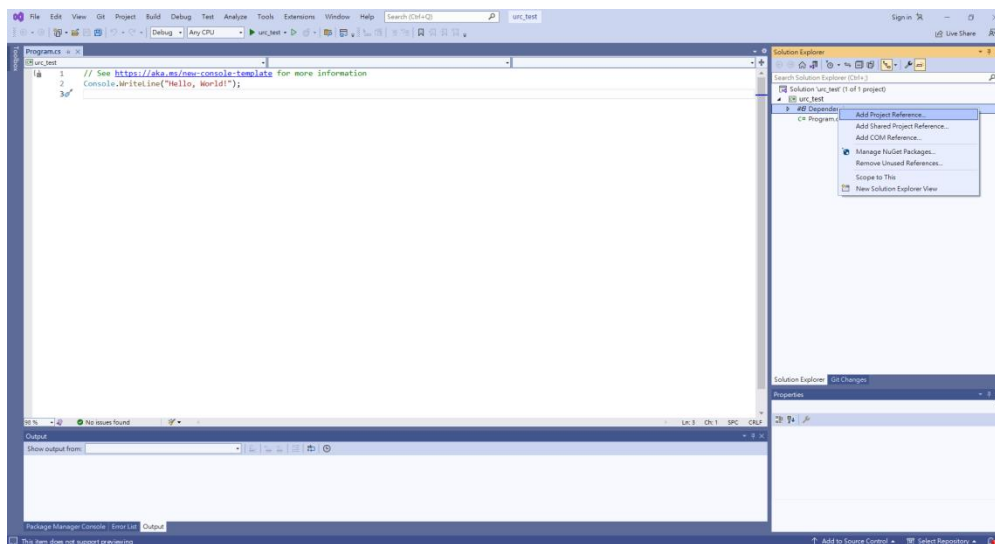 File Edit View Git Project Build Debug Test Analyze Tools Extensions Window Help Search (Ctrl+Q) urc_test Sign in
Debug Any CPU urc_test Live Share
Toolbox
Program.cs
urc_test
1 // See https://aka.ms/new-console-template for more information
2 Console.WriteLine("Hello, World!");
3
98 % No issues found Ln: 3 Ch: 1 SPC CRLF
Output
Show output from:
Package Manager Console Error List Output
Solution Explorer
Search Solution Explorer (Ctrl+;)
Solution 'urc_test' (1 of 1 project)
urc_test
Depende
C# Program.c
Add Project Reference...
Add Shared Project Reference...
Add COM Reference...
Manage NuGet Packages...
Remove Unused References...
Scope to This
New Solution Explorer View
Solution Explorer Git Changes
Properties
This item does not support previewing Add to Source Control Select Repository